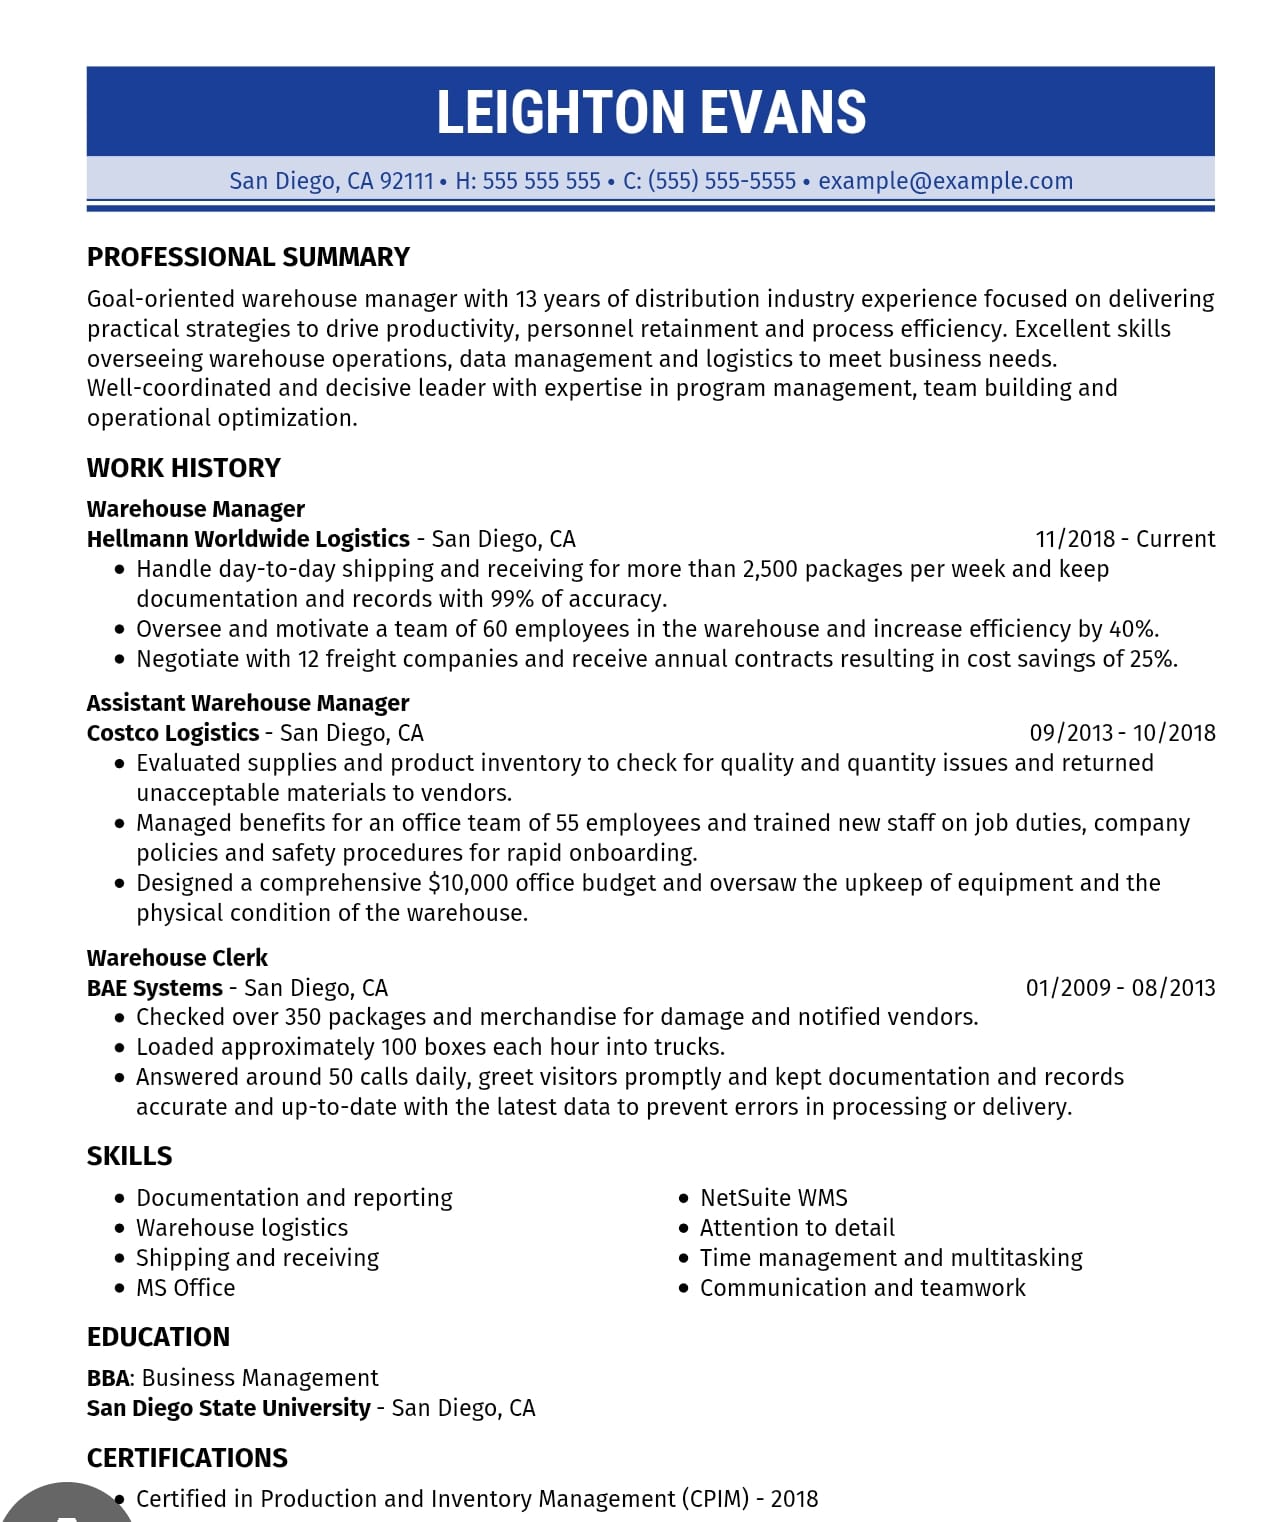 LEIGHTON EVANS
San Diego, CA 92111 • H: 555 555 555 • C: (555) 555-5555 • example@example.com
PROFESSIONAL SUMMARY
Goal-oriented warehouse manager with 13 years of distribution industry experience focused on delivering
practical strategies to drive productivity, personnel retainment and process efficiency. Excellent skills
overseeing warehouse operations, data management and logistics to meet business needs.
Well-coordinated and decisive leader with expertise in program management, team building and
operational optimization.
WORK HISTORY
Warehouse Manager
Hellmann Worldwide Logistics - San Diego, CA 11/2018 - Current
• Handle day-to-day shipping and receiving for more than 2,500 packages per week and keep
documentation and records with 99% of accuracy.
• Oversee and motivate a team of 60 employees in the warehouse and increase efficiency by 40%.
• Negotiate with 12 freight companies and receive annual contracts resulting in cost savings of 25%.
Assistant Warehouse Manager
Costco Logistics - San Diego, CA 09/2013 - 10/2018
• Evaluated supplies and product inventory to check for quality and quantity issues and returned
unacceptable materials to vendors.
• Managed benefits for an office team of 55 employees and trained new staff on job duties, company
policies and safety procedures for rapid onboarding.
• Designed a comprehensive $10,000 office budget and oversaw the upkeep of equipment and the
physical condition of the warehouse.
Warehouse Clerk
BAE Systems - San Diego, CA 01/2009 - 08/2013
• Checked over 350 packages and merchandise for damage and notified vendors.
• Loaded approximately 100 boxes each hour into trucks.
• Answered around 50 calls daily, greet visitors promptly and kept documentation and records
accurate and up-to-date with the latest data to prevent errors in processing or delivery.
SKILLS
• Documentation and reporting
• Warehouse logistics
• Shipping and receiving
• MS Office
• NetSuite WMS
• Attention to detail
• Time management and multitasking
• Communication and teamwork
EDUCATION
BBA: Business Management
San Diego State University - San Diego, CA
CERTIFICATIONS
• Certified in Production and Inventory Management (CPIM) - 2018